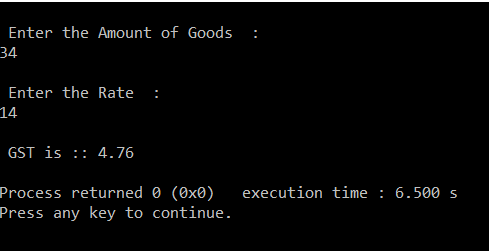 Enter the Amount of Goods  :
34
Enter the Rate  :
14
GST is :: 4.76
Process returned 0 (0x0)   execution time : 6.500 s
Press any key to continue.